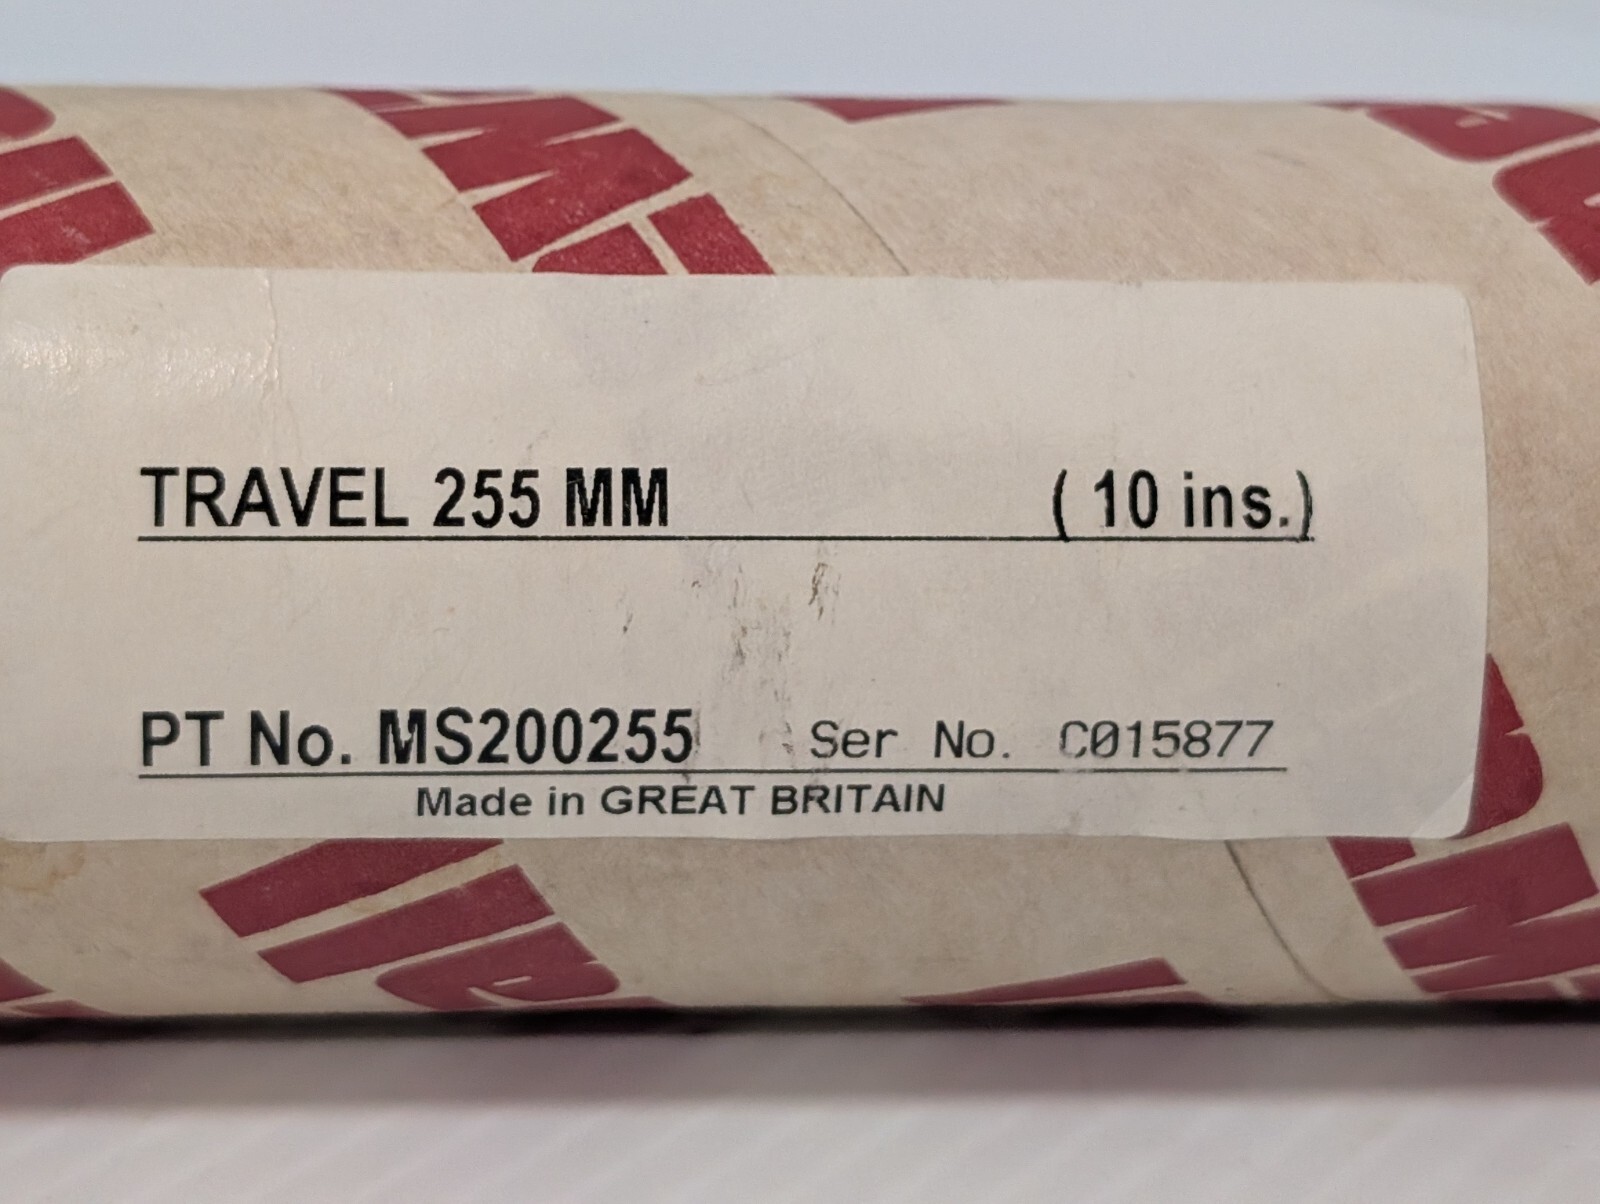 TRAVEL 255 MM ( 10 ins.)
PT No. MS200255 Ser No. C015877
Made in GREAT BRITAIN